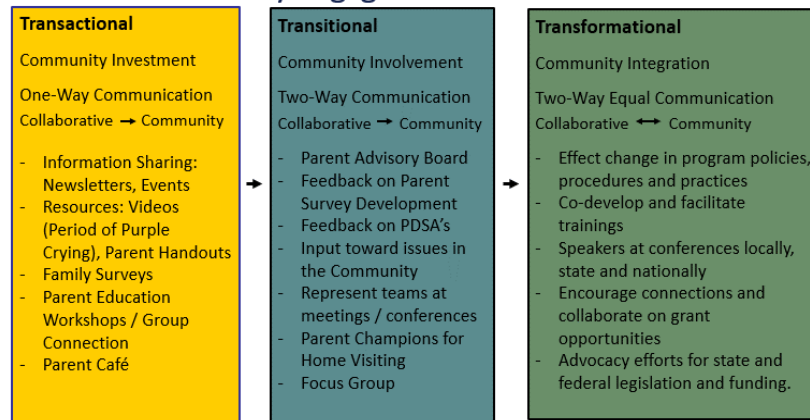 Transactional
Community Investment
One-Way Communication
Collaborative → Community
- Information Sharing:
Newsletters, Events
- Resources: Videos
(Period of Purple
Crying), Parent Handouts
- Family Surveys
- Parent Education
Workshops / Group
Connection
- Parent Café
Transitional
Community Involvement
Two-Way Communication
Collaborative → Community
- Parent Advisory Board
- Feedback on Parent
Survey Development
- Feedback on PDSA's
- Input toward issues in
the Community
- Represent teams at
meetings / conferences
- Parent Champions for
Home Visiting
- Focus Group
Transformational
Community Integration
Two-Way Equal Communication
Collaborative ↔ Community
- Effect change in program policies,
procedures and practices
- Co-develop and facilitate
trainings
- Speakers at conferences locally,
state and nationally
- Encourage connections and
collaborate on grant
opportunities
- Advocacy efforts for state and
federal legislation and funding.